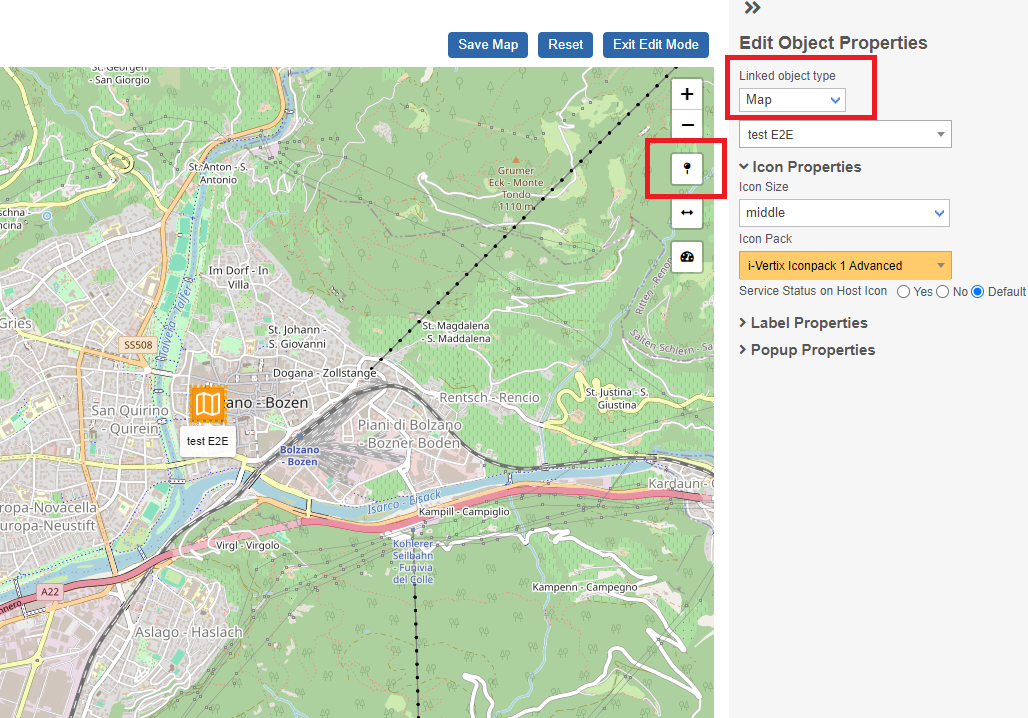 Save Map
Reset
Exit Edit Mode
Edit Object Properties
Linked object type
Map
test E2E
Icon Properties
Icon Size
middle
Icon Pack
i-Vertix Iconpack 1 Advanced
Service Status on Host Icon
Yes
No
Default
Label Properties
Popup Properties
+
−
St. Georgen
- San Giorgio
St. Anton - S.
Antonio
Grumer
Eck - Monte
Tondo
1110 m
schna -
ncina
Im Dorf - In
Villa
Talfer
Ritten - Renon
Gries
SS508
St. Johann -
S. Giovanni
St. Magdalena
- S. Maddalena
Salten-Schlern - Sa
Dogana - Zollstange
Rentsch - Rencio
St. Justina - S.
Giustina
ano - Bozen
San Quirino
- Quirein
Piani di Bolzano
- Bozner Boden
test E2E
Bolzano
- Bozen
Kardaun - C
Isarco - Eisack
ropa-Novacella
uropa-Neustift
Kampill - Campiglio
Virgl - Virgolo
Kohlerer
Seilbahn
- Funivia
del Colle
Kampenn - Campegno
A22
nnero
Aslago - Haslach